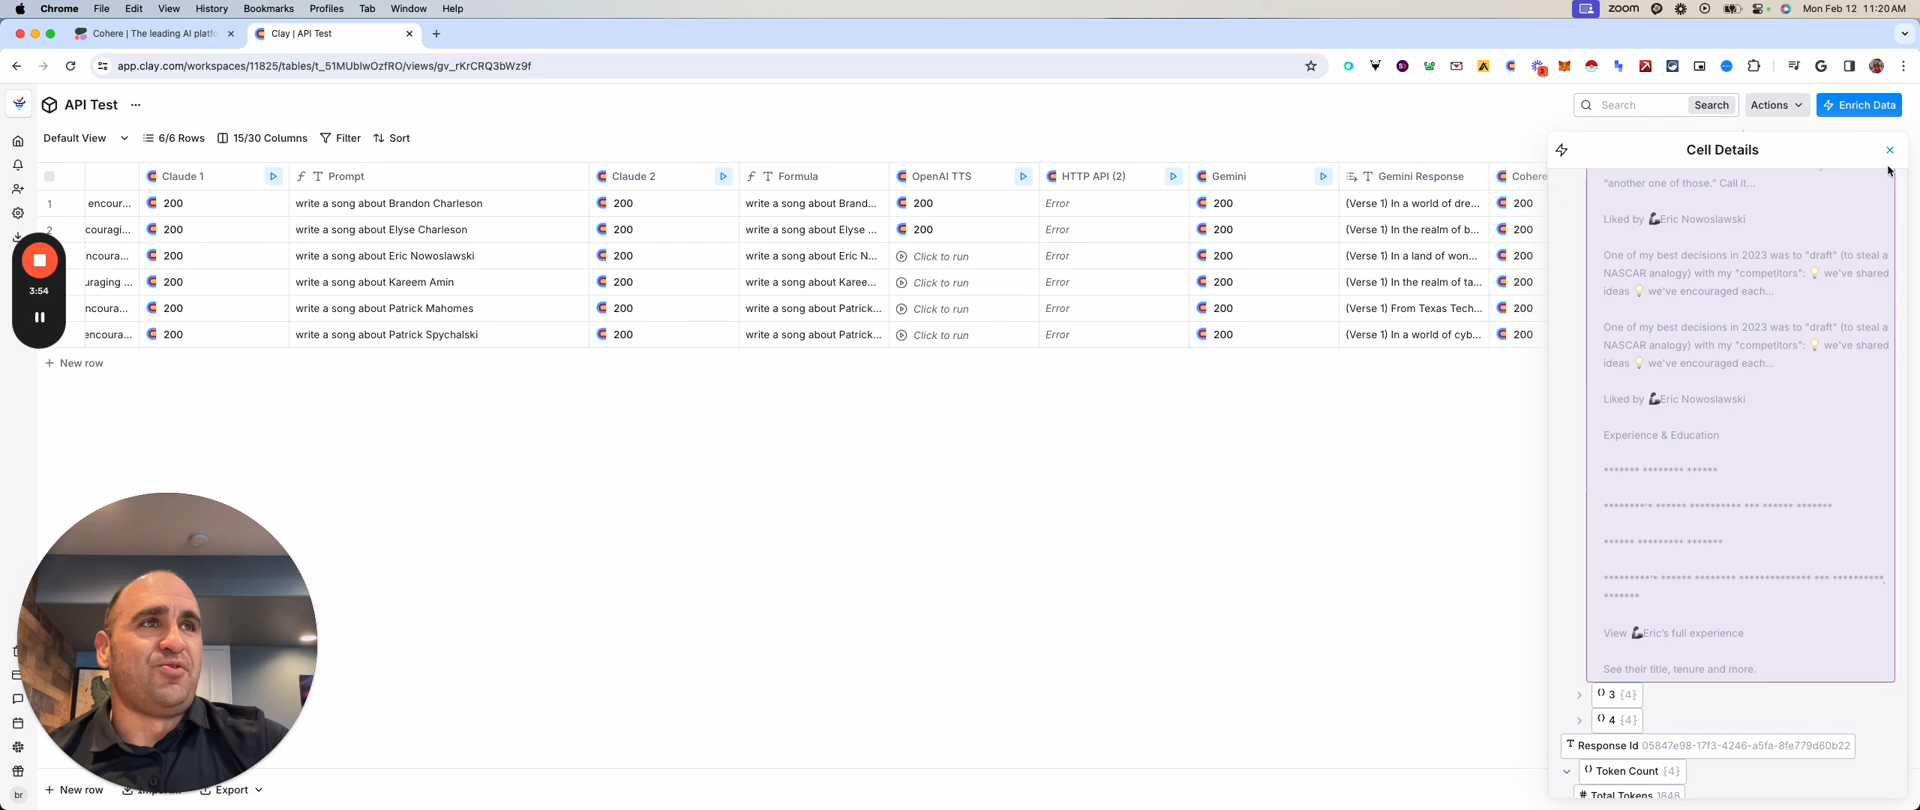 Chrome File Edit View History Bookmarks Profiles Tab Window Help
zoom Mon Feb 12 11:20AM
Cohere | The leading AI platfo
Clay | API Test
app.clay.com/workspaces/11825/tables/t_51MUblwOzfRO/views/gv_rKrCRQ3bWz9f
API Test
Search Search Actions Enrich Data
Default View 6/6 Rows 15/30 Columns Filter Sort
Claude 1 Prompt Claude 2 Formula OpenAI TTS HTTP API (2) Gemini Gemini Response Cohere
1 encour... 200 write a song about Brandon Charleson 200 write a song about Brand... 200 Error 200 (Verse 1) In a world of dre... 200
2 couragi... 200 write a song about Elyse Charleson 200 write a song about Elyse ... 200 Error 200 (Verse 1) In the realm of b... 200
ncoura... 200 write a song about Eric Nowoslawski 200 write a song about Eric N... Click to run Error 200 (Verse 1) In a land of won... 200
uraging ... 200 write a song about Kareem Amin 200 write a song about Karee... Click to run Error 200 (Verse 1) In the realm of ta... 200
ncoura... 200 write a song about Patrick Mahomes 200 write a song about Patrick... Click to run Error 200 (Verse 1) From Texas Tech... 200
encoura... 200 write a song about Patrick Spychalski 200 write a song about Patrick... Click to run Error 200 (Verse 1) In a world of cyb... 200
+ New row
3:54
Cell Details
"another one of those." Call it...
Liked by 💪Eric Nowoslawski
One of my best decisions in 2023 was to "draft" (to steal a
NASCAR analogy) with my "competitors": 💡 we've shared
ideas 💡 we've encouraged each...
One of my best decisions in 2023 was to "draft" (to steal a
NASCAR analogy) with my "competitors": 💡 we've shared
ideas 💡 we've encouraged each...
Liked by 💪Eric Nowoslawski
Experience & Education
******* ******** ******
********'* ****** ********** *** ****** *******
****** ********* *******
*********'* ****** ******** ************** *** **********,
*******
View 💪Eric's full experience
See their title, tenure and more.
3 {4}
4 {4}
Response Id 05847e98-17f3-4246-a5fa-8fe779d60b22
Token Count {4}
Total Tokens 1848
br
+ New row Export